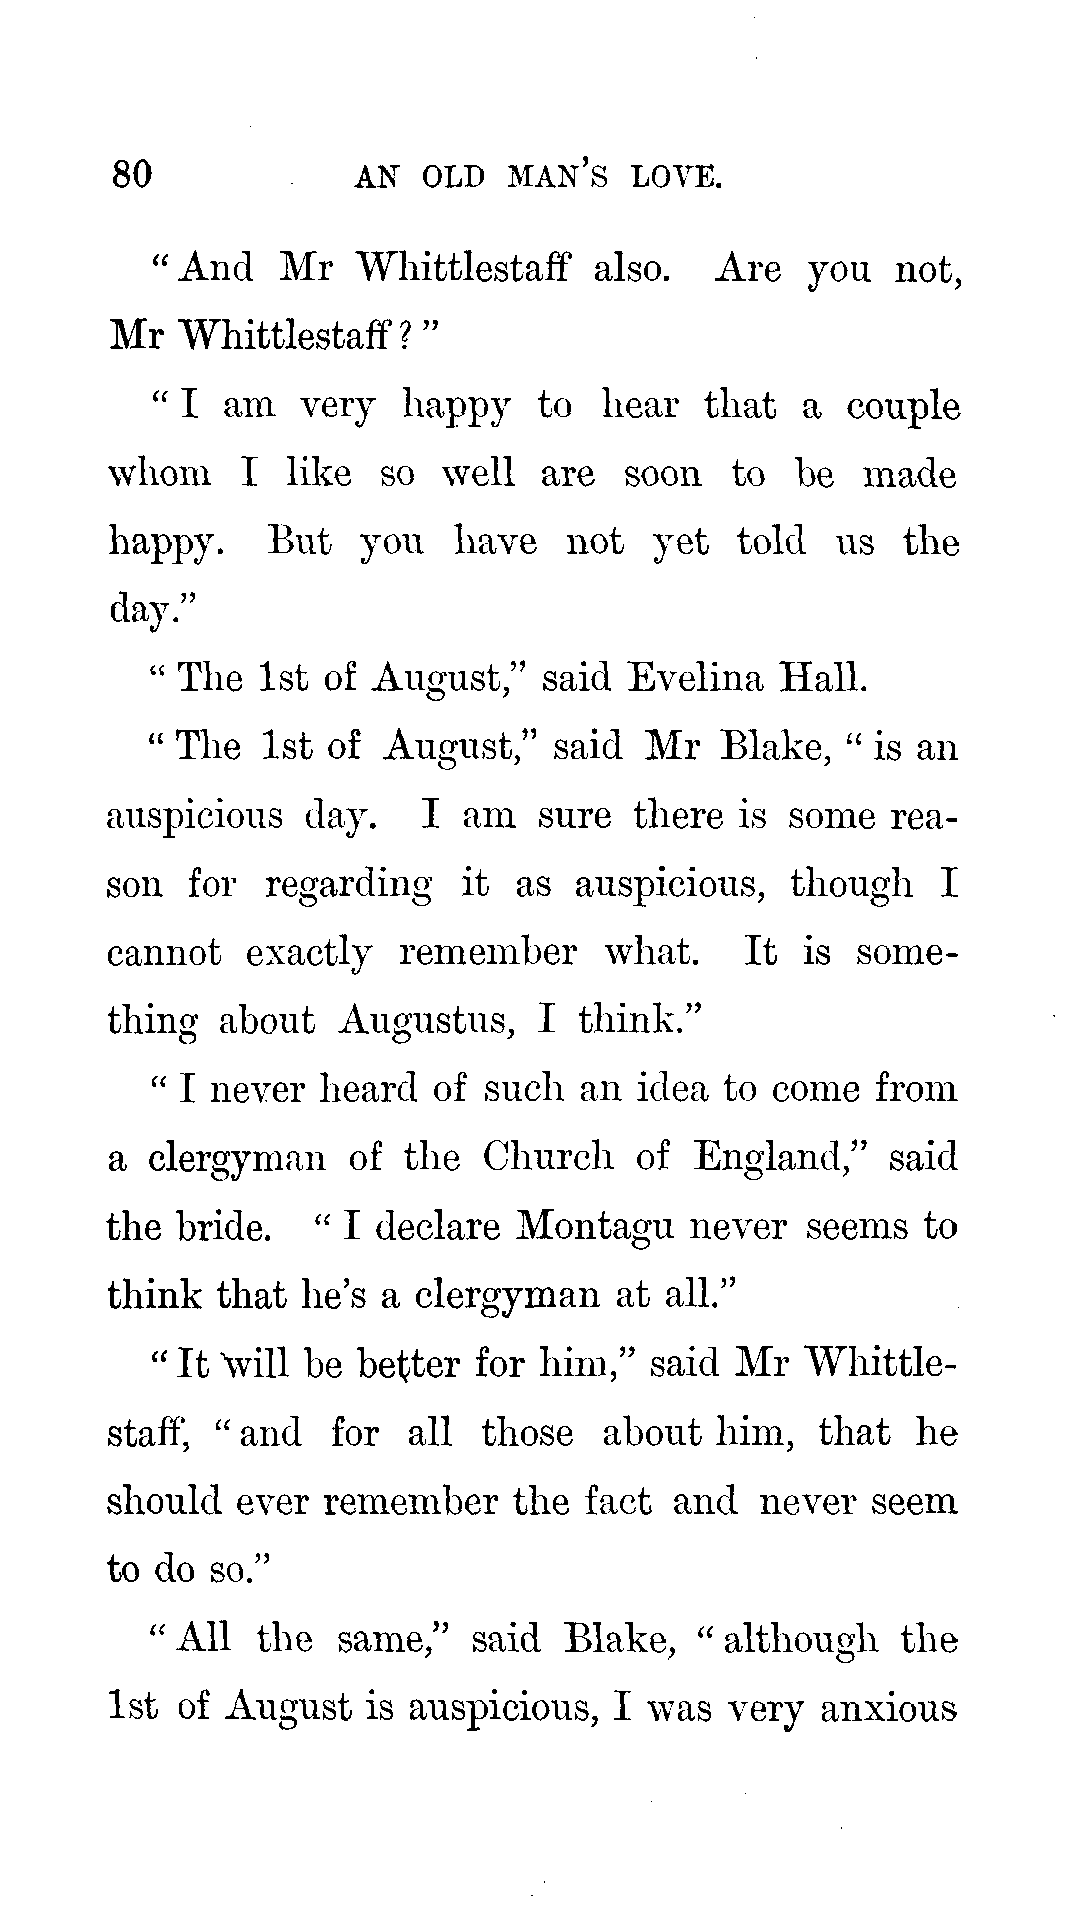 80 AN OLD MAN'S LOVE.
“And Mr Whittlestaff also. Are you not,
Mr Whittlestaff?”
“I am very happy to hear that a couple
whom I like so well are soon to be made
happy. But you have not yet told us the
day.”
“The 1st of August,” said Evelina Hall.
“The 1st of August,” said Mr Blake, “is an
auspicious day. I am sure there is some rea-
son for regarding it as auspicious, though I
cannot exactly remember what. It is some-
thing about Augustus, I think.”
“I never heard of such an idea to come from
a clergyman of the Church of England,” said
the bride. “I declare Montagu never seems to
think that he's a clergyman at all.”
“It will be better for him,” said Mr Whittle-
staff, “and for all those about him, that he
should ever remember the fact and never seem
to do so.”
“All the same,” said Blake, “although the
1st of August is auspicious, I was very anxious